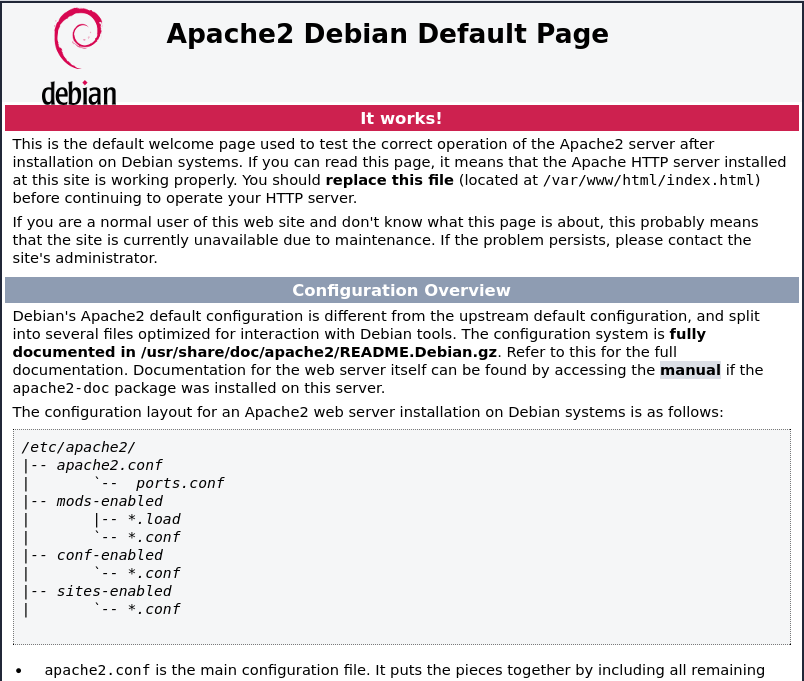 debian
Apache2 Debian Default Page
It works!
This is the default welcome page used to test the correct operation of the Apache2 server after
installation on Debian systems. If you can read this page, it means that the Apache HTTP server installed
at this site is working properly. You should replace this file (located at /var/www/html/index.html)
before continuing to operate your HTTP server.
If you are a normal user of this web site and don't know what this page is about, this probably means
that the site is currently unavailable due to maintenance. If the problem persists, please contact the
site's administrator.
Configuration Overview
Debian's Apache2 default configuration is different from the upstream default configuration, and split
into several files optimized for interaction with Debian tools. The configuration system is fully
documented in /usr/share/doc/apache2/README.Debian.gz. Refer to this for the full
documentation. Documentation for the web server itself can be found by accessing the manual if the
apache2-doc package was installed on this server.
The configuration layout for an Apache2 web server installation on Debian systems is as follows:
/etc/apache2/
|-- apache2.conf
|       `--  ports.conf
|-- mods-enabled
|       |-- *.load
|       `-- *.conf
|-- conf-enabled
|       `-- *.conf
|-- sites-enabled
|       `-- *.conf
• apache2.conf is the main configuration file. It puts the pieces together by including all remaining